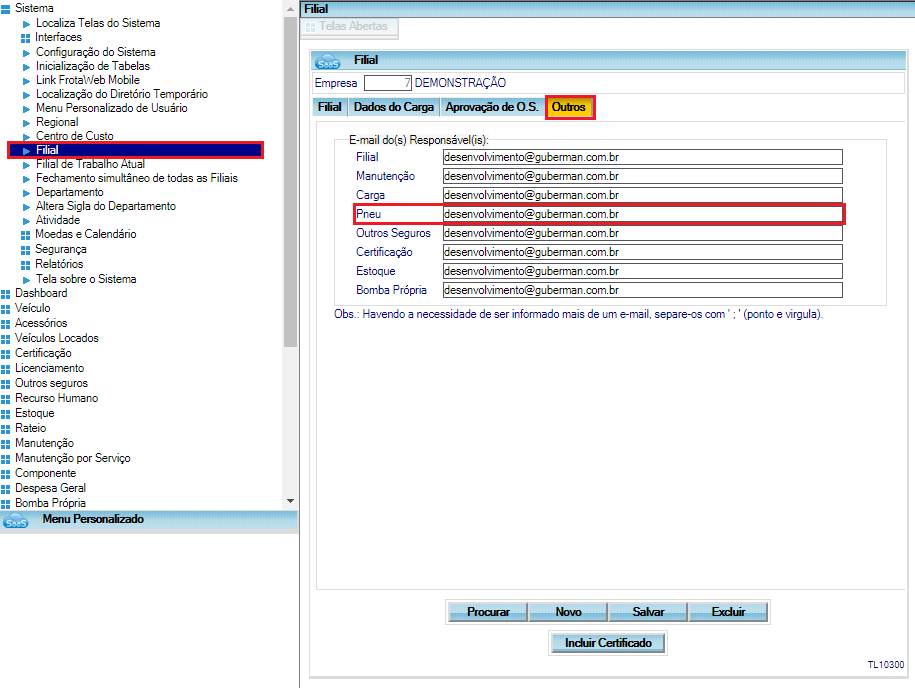 Sistema
Localiza Telas do Sistema
Interfaces
Configuração do Sistema
Inicialização de Tabelas
Link FrotaWeb Mobile
Localização do Diretório Temporário
Menu Personalizado de Usuário
Regional
Centro de Custo
Filial
Filial de Trabalho Atual
Fechamento simultâneo de todas as Filiais
Departamento
Altera Sigla do Departamento
Atividade
Moedas e Calendário
Segurança
Relatórios
Tela sobre o Sistema
Dashboard
Veículo
Acessórios
Veículos Locados
Certificação
Licenciamento
Outros seguros
Recurso Humano
Estoque
Rateio
Manutenção
Manutenção por Serviço
Componente
Despesa Geral
Bomba Própria
SaaS Menu Personalizado
Filial
Telas Abertas
SaaS Filial
Empresa 7 DEMONSTRAÇÃO
Filial Dados do Carga Aprovação de O.S. Outros
E-mail do(s) Responsável(is):
Filial desenvolvimento@guberman.com.br
Manutenção desenvolvimento@guberman.com.br
Carga desenvolvimento@guberman.com.br
Pneu desenvolvimento@guberman.com.br
Outros Seguros desenvolvimento@guberman.com.br
Certificação desenvolvimento@guberman.com.br
Estoque desenvolvimento@guberman.com.br
Bomba Própria desenvolvimento@guberman.com.br
Obs.: Havendo a necessidade de ser informado mais de um e-mail, separe-os com ' ; ' (ponto e virgula).
Procurar Novo Salvar Excluir
Incluir Certificado
TL10300